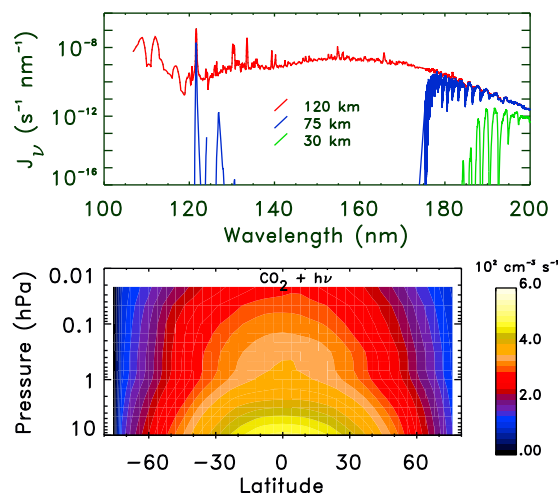 J_ν (s⁻¹ nm⁻¹)
10⁻⁸
10⁻¹²
10⁻¹⁶
120 km
75 km
30 km
100 120 140 160 180 200
Wavelength (nm)
CO₂ + hν
Pressure (hPa)
0.01
0.1
1
10
−60 −30 0 30 60
Latitude
10² cm⁻³ s⁻¹
6.0
4.0
2.0
.00